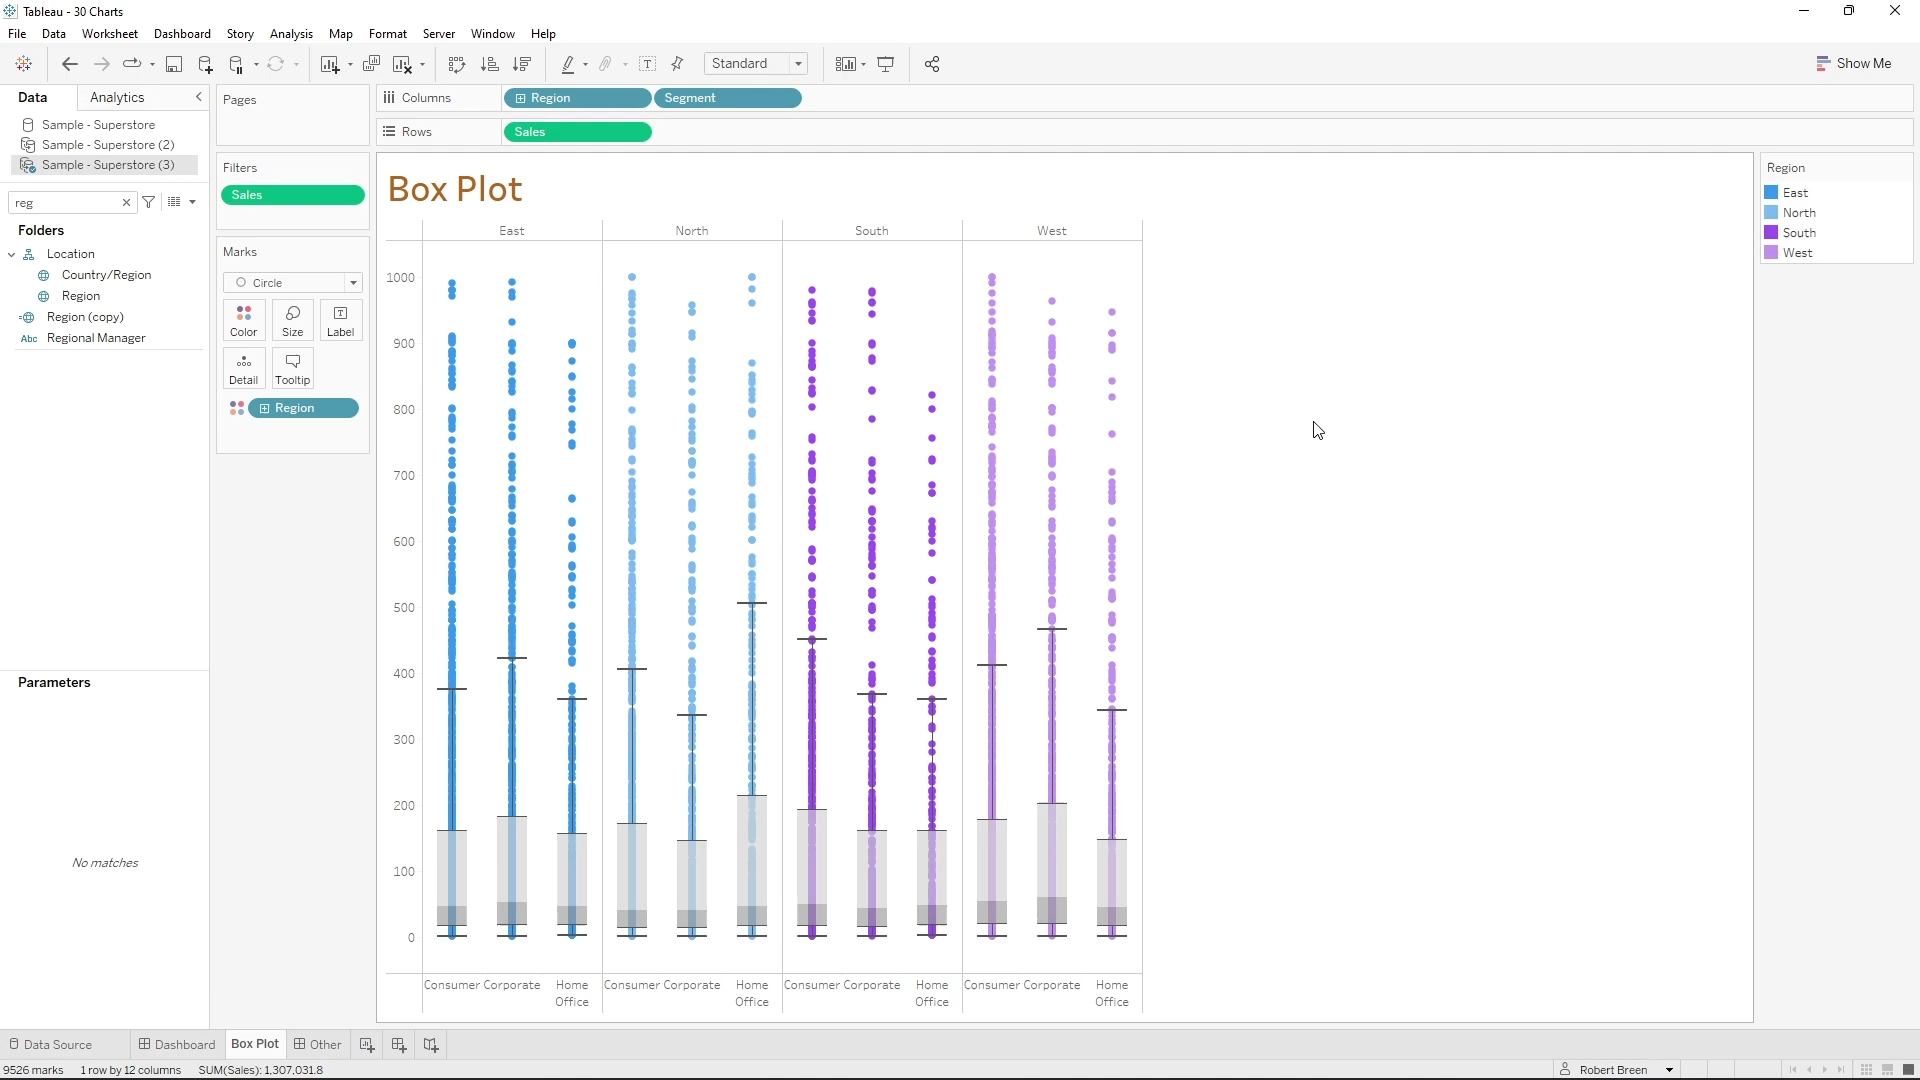 Tableau - 30 Charts
File Data Worksheet Dashboard Story Analysis Map Format Server Window Help
Standard
Show Me
Data Analytics
Sample - Superstore
Sample - Superstore (2)
Sample - Superstore (3)
reg
Folders
Location
Country/Region
Region
Region (copy)
Abc Regional Manager
Parameters
No matches
Pages
Filters
Sales
Marks
Circle
Color Size Label
Detail Tooltip
Region
Columns Region Segment
Rows Sales
Box Plot
East North South West
1000
900
800
700
600
500
400
300
200
100
0
Consumer Corporate Home Office Consumer Corporate Home Office Consumer Corporate Home Office Consumer Corporate Home Office
Region
East
North
South
West
Data Source Dashboard Box Plot Other
9526 marks 1 row by 12 columns SUM(Sales): 1,307,031.8 Robert Breen